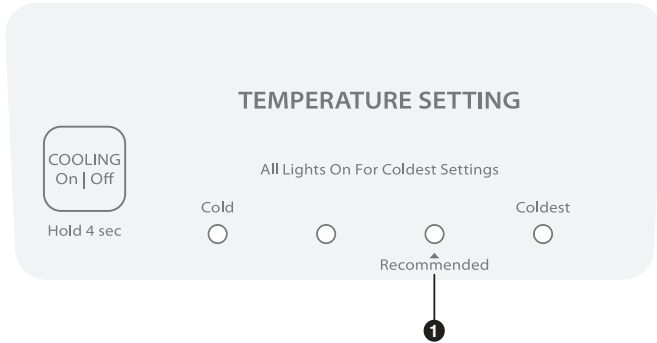 TEMPERATURE SETTING
COOLING
On | Off
Hold 4 sec
All Lights On For Coldest Settings
Cold
Coldest
Recommended
1